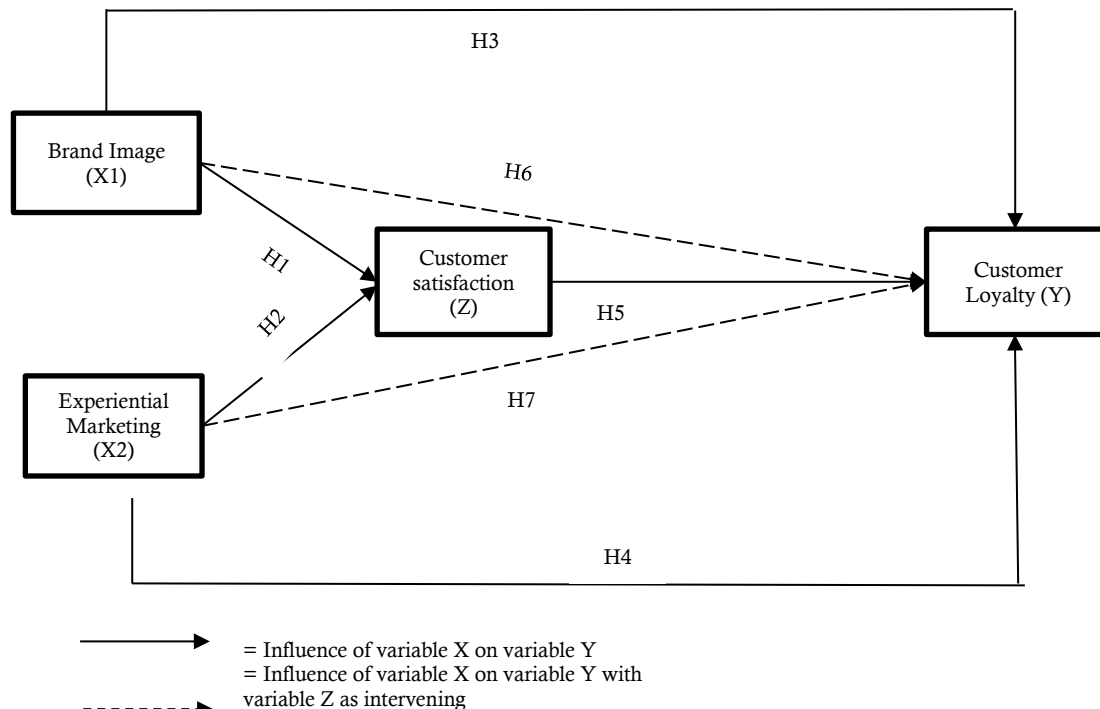 H3
Brand Image
(X1)
H6
H1
Customer
satisfaction
(Z)
Customer
Loyalty (Y)
H2
H5
Experiential
Marketing
(X2)
H7
H4
= Influence of variable X on variable Y
= Influence of variable X on variable Y with
variable Z as intervening